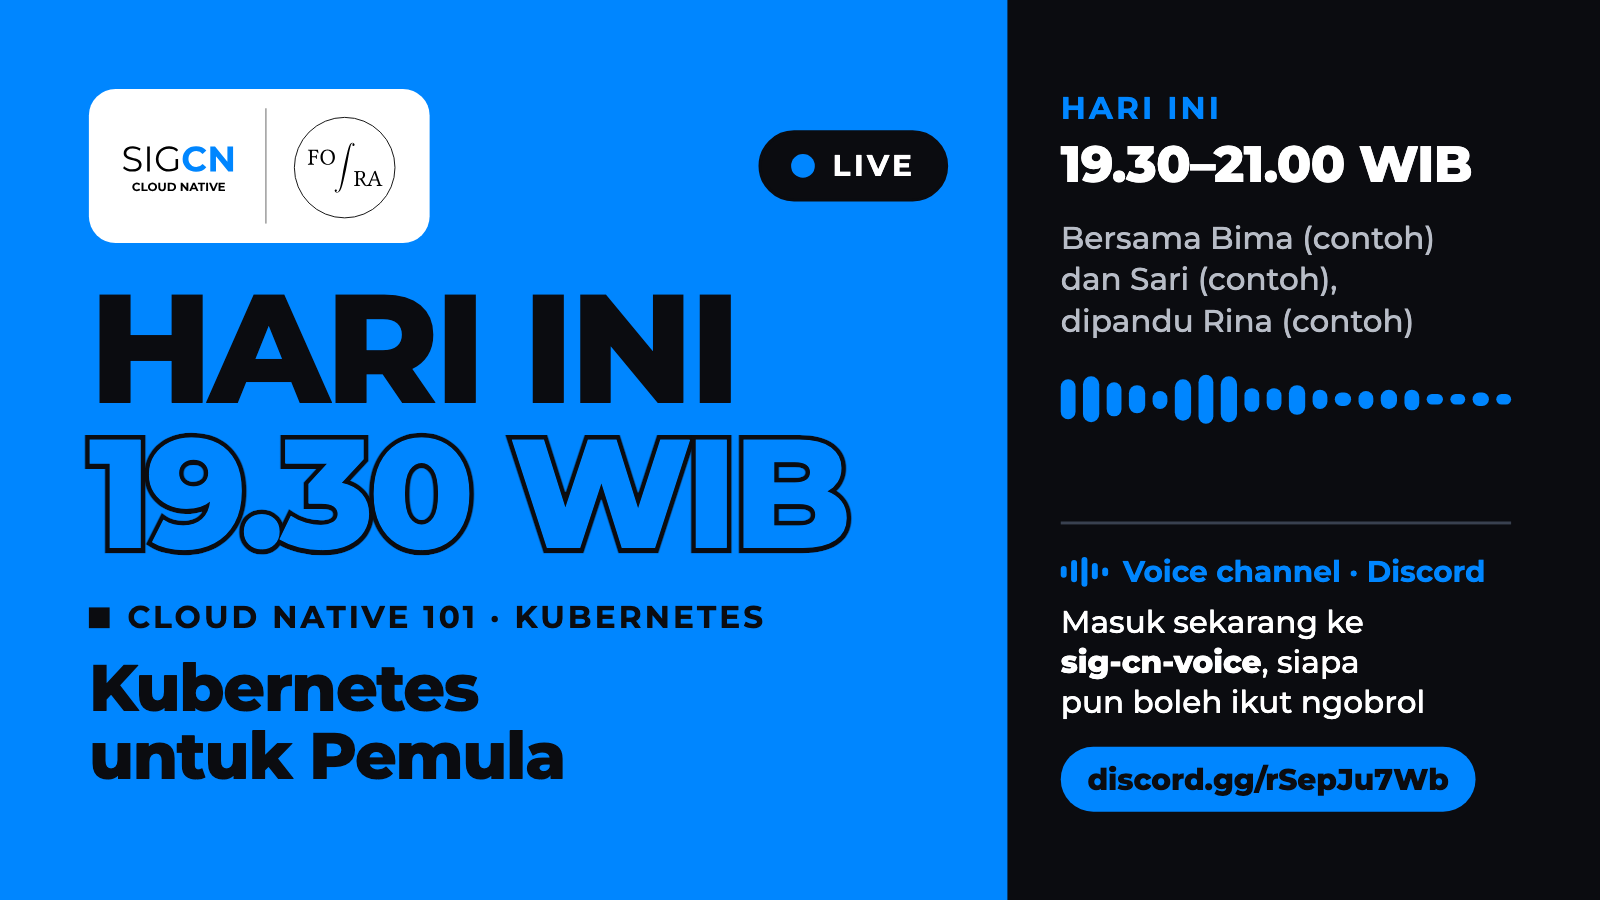 SIGCN
CLOUD NATIVE
FO
RA
LIVE
HARI INI
19.30 WIB
CLOUD NATIVE 101 · KUBERNETES
Kubernetes
untuk Pemula
HARI INI
19.30–21.00 WIB
Bersama Bima (contoh)
dan Sari (contoh),
dipandu Rina (contoh)
Voice channel · Discord
Masuk sekarang ke
sig-cn-voice, siapa
pun boleh ikut ngobrol
discord.gg/rSepJu7Wb